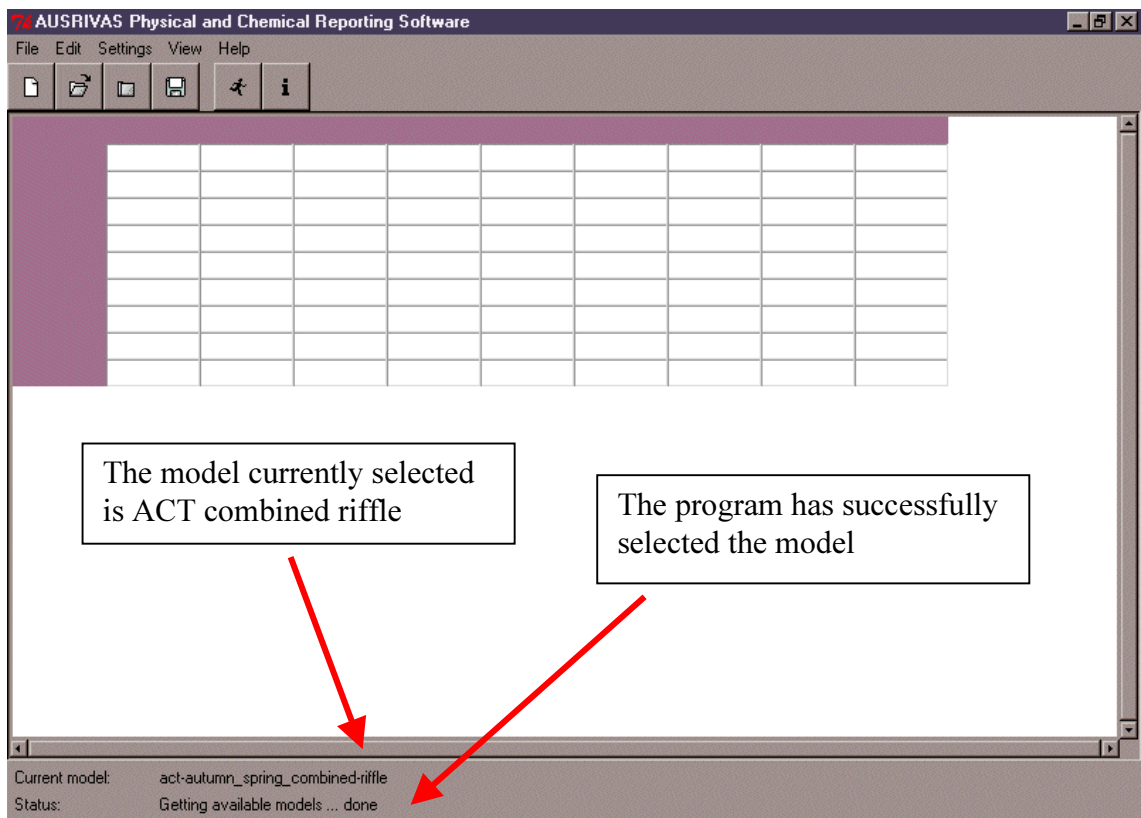 AUSRIVAS Physical and Chemical Reporting Software
File Edit Settings View Help
i
The model currently selected
is ACT combined riffle
The program has successfully
selected the model
Current model: act-autumn_spring_combined-riffle
Status: Getting available models ... done